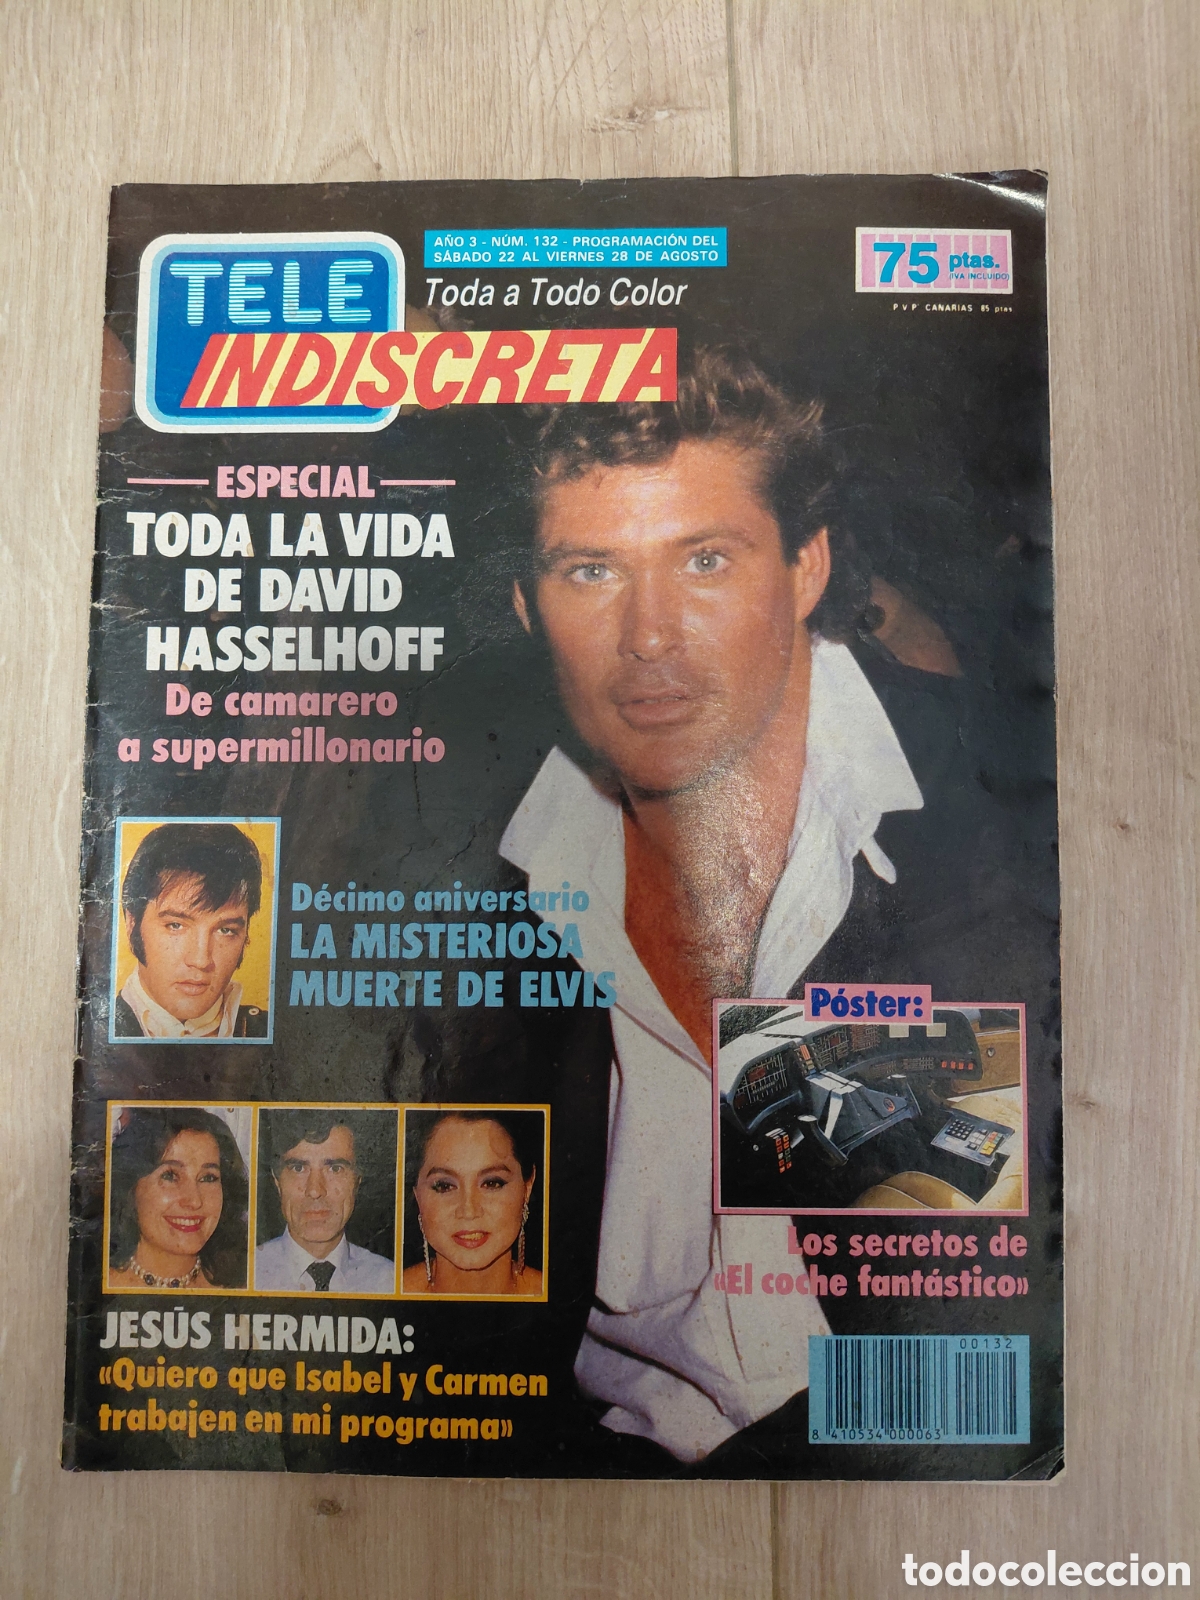 AÑO 3 - NÚM. 132 - PROGRAMACIÓN DEL
SÁBADO 22 AL VIERNES 28 DE AGOSTO
Toda a Todo Color
TELE
INDISCRETA
75 ptas.
(IVA INCLUIDO)
P V P CANARIAS 85 ptas
ESPECIAL
TODA LA VIDA
DE DAVID
HASSELHOFF
De camarero
a supermillonario
Décimo aniversario
LA MISTERIOSA
MUERTE DE ELVIS
Póster:
Los secretos de
«El coche fantástico»
JESÚS HERMIDA:
«Quiero que Isabel y Carmen
trabajen en mi programa»
00132
8 410534 000063
todocoleccion